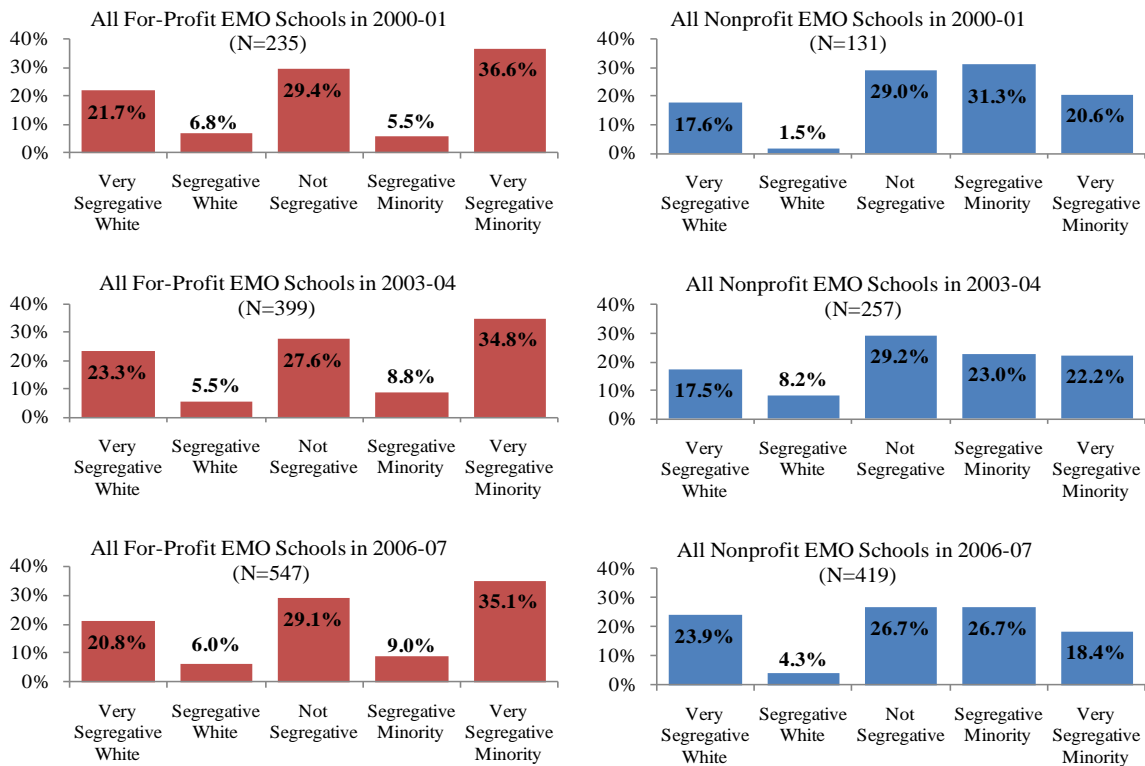 All For-Profit EMO Schools in 2000-01
(N=235)
40%
30%
20%
10%
0%
21.7%
6.8%
29.4%
5.5%
36.6%
Very Segregative White
Segregative White
Not Segregative
Segregative Minority
Very Segregative Minority
All Nonprofit EMO Schools in 2000-01
(N=131)
40%
30%
20%
10%
0%
17.6%
1.5%
29.0%
31.3%
20.6%
Very Segregative White
Segregative White
Not Segregative
Segregative Minority
Very Segregative Minority
All For-Profit EMO Schools in 2003-04
(N=399)
40%
30%
20%
10%
0%
23.3%
5.5%
27.6%
8.8%
34.8%
Very Segregative White
Segregative White
Not Segregative
Segregative Minority
Very Segregative Minority
All Nonprofit EMO Schools in 2003-04
(N=257)
40%
30%
20%
10%
0%
17.5%
8.2%
29.2%
23.0%
22.2%
Very Segregative White
Segregative White
Not Segregative
Segregative Minority
Very Segregative Minority
All For-Profit EMO Schools in 2006-07
(N=547)
40%
30%
20%
10%
0%
20.8%
6.0%
29.1%
9.0%
35.1%
Very Segregative White
Segregative White
Not Segregative
Segregative Minority
Very Segregative Minority
All Nonprofit EMO Schools in 2006-07
(N=419)
40%
30%
20%
10%
0%
23.9%
4.3%
26.7%
26.7%
18.4%
Very Segregative White
Segregative White
Not Segregative
Segregative Minority
Very Segregative Minority